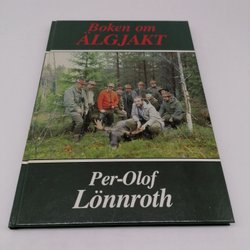 Boken om
ÄLGJAKT
Per-Olof
Lönnroth